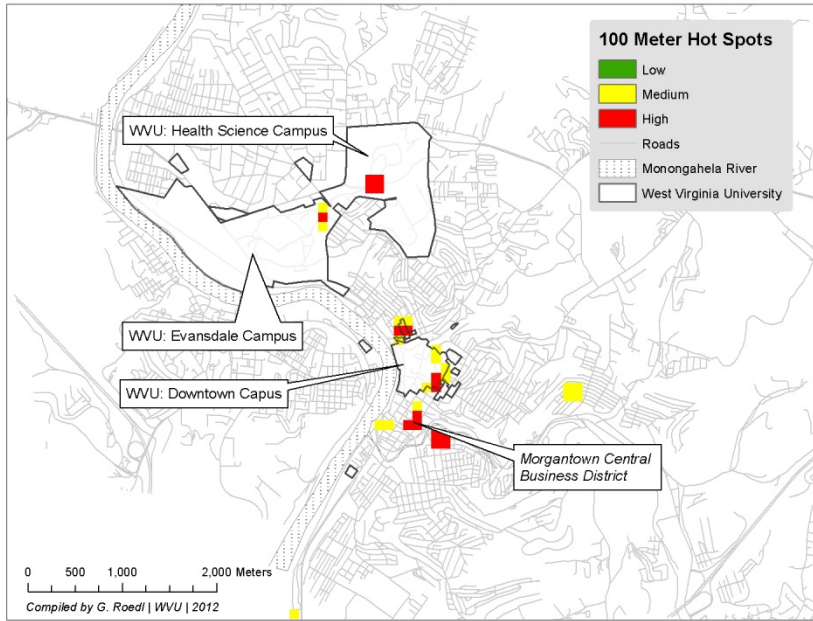 100 Meter Hot Spots
Low
Medium
High
Roads
Monongahela River
West Virginia University
WVU: Health Science Campus
WVU: Evansdale Campus
WVU: Downtown Capus
Morgantown Central
Business District
0 500 1,000 2,000 Meters
Compiled by G. Roedl | WVU | 2012